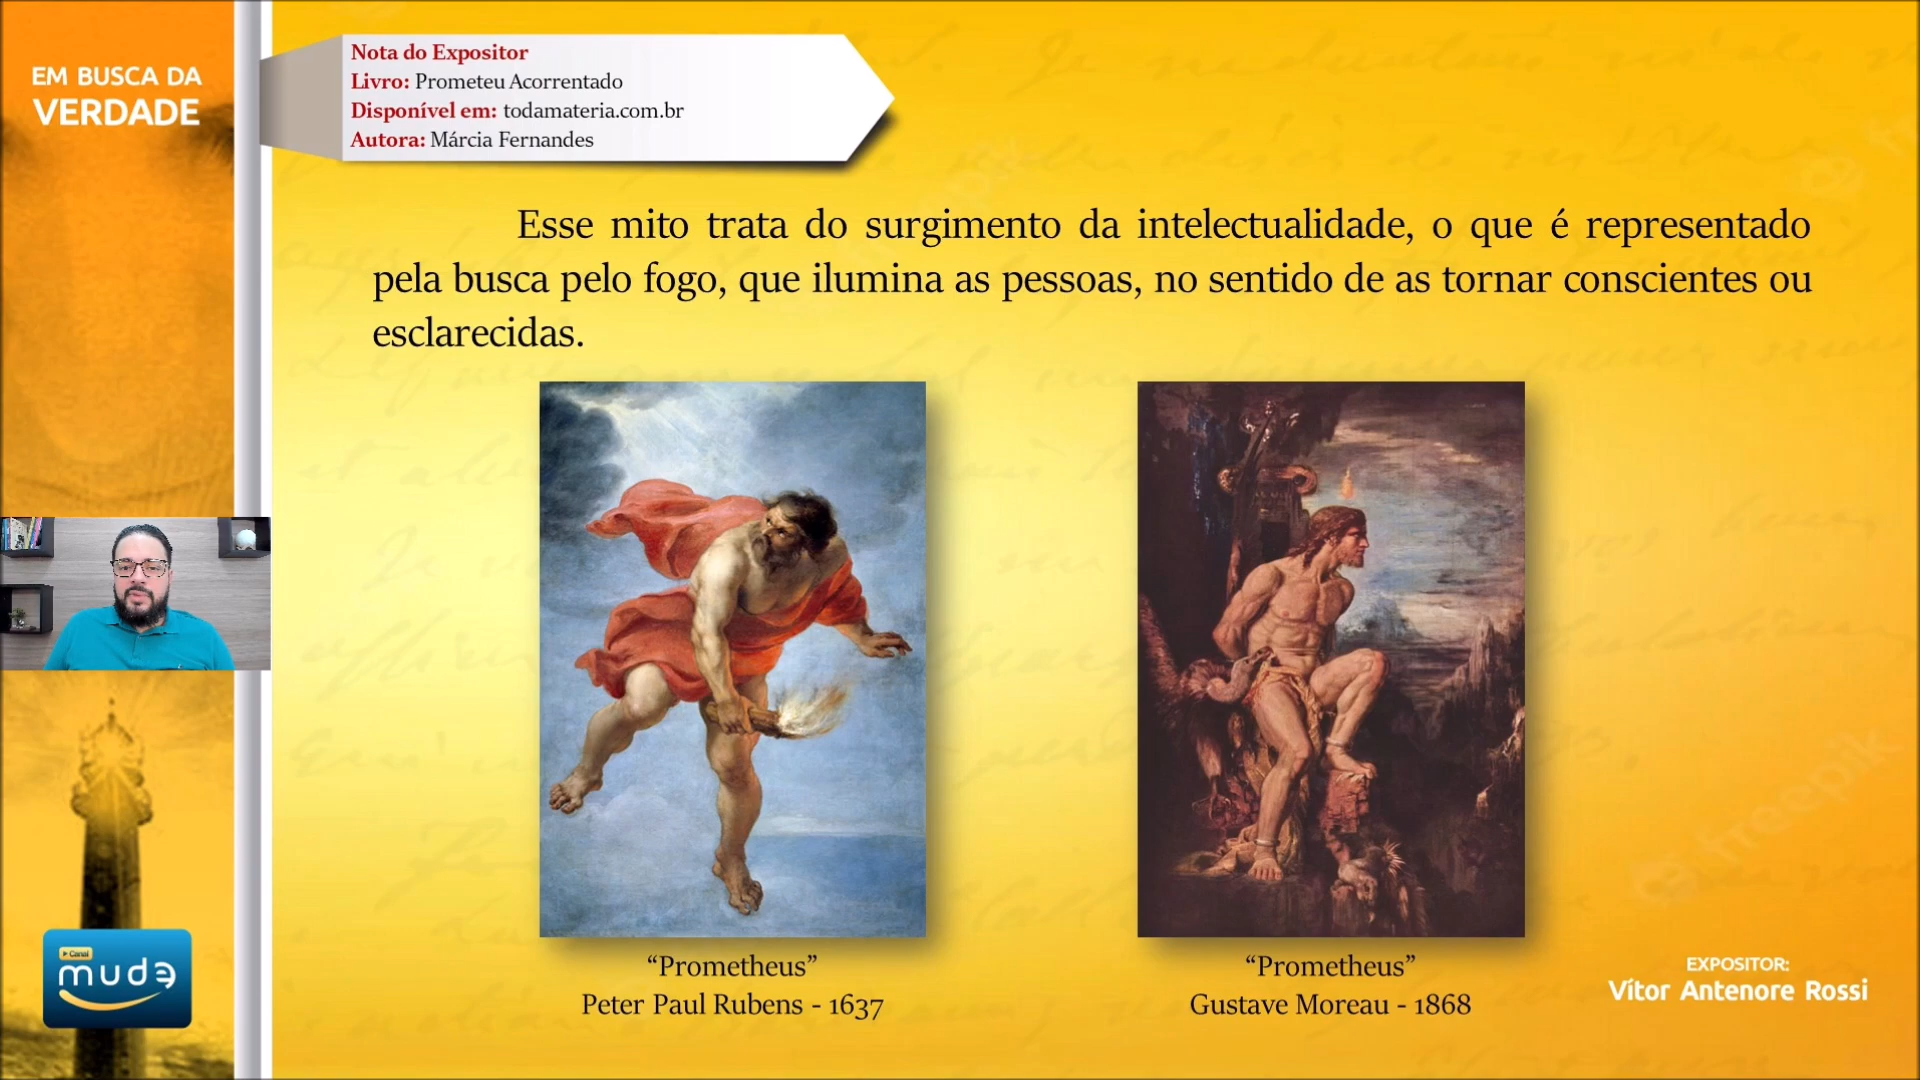 EM BUSCA DA
VERDADE
Nota do Expositor
Livro: Prometeu Acorrentado
Disponível em: todamateria.com.br
Autora: Márcia Fernandes
Esse mito trata do surgimento da intelectualidade, o que é representado
pela busca pelo fogo, que ilumina as pessoas, no sentido de as tornar conscientes ou
esclarecidas.
“Prometheus”
Peter Paul Rubens - 1637
“Prometheus”
Gustave Moreau - 1868
Canal
mude
EXPOSITOR:
Vítor Antenore Rossi
freepik